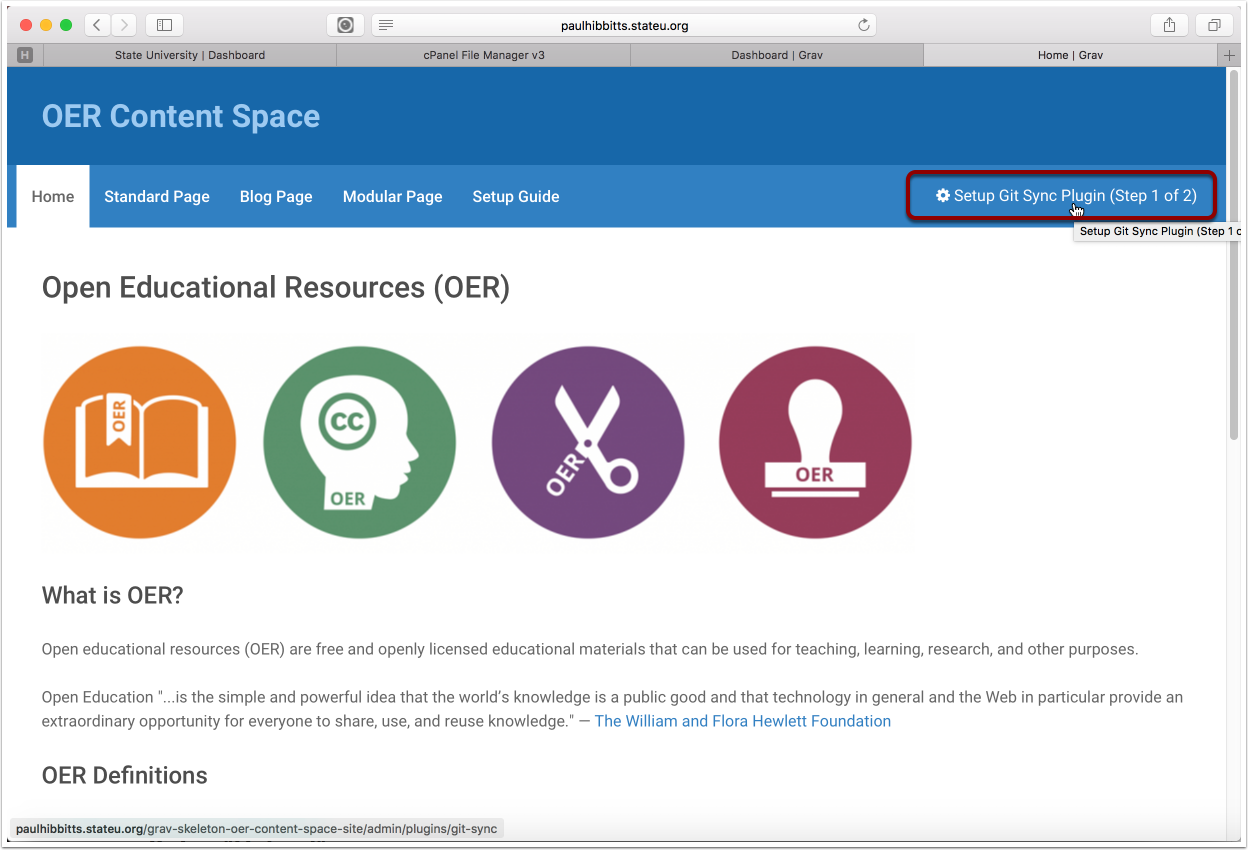 paulhibbitts.stateu.org
H
State University | Dashboard
cPanel File Manager v3
Dashboard | Grav
Home | Grav
OER Content Space
Home
Standard Page
Blog Page
Modular Page
Setup Guide
Setup Git Sync Plugin (Step 1 of 2)
Setup Git Sync Plugin (Step 1 o
Open Educational Resources (OER)
OER
CC
OER
OER
OER
What is OER?
Open educational resources (OER) are free and openly licensed educational materials that can be used for teaching, learning, research, and other purposes.
Open Education "...is the simple and powerful idea that the world’s knowledge is a public good and that technology in general and the Web in particular provide an
extraordinary opportunity for everyone to share, use, and reuse knowledge." — The William and Flora Hewlett Foundation
OER Definitions
paulhibbitts.stateu.org/grav-skeleton-oer-content-space-site/admin/plugins/git-sync